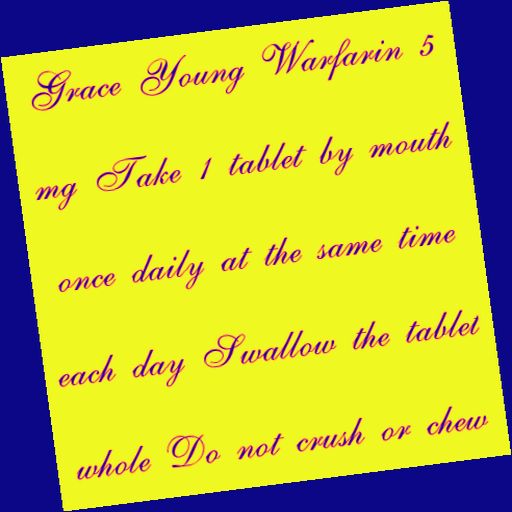 Grace Young Warfarin 5
mg Take 1 tablet by mouth
once daily at the same time
each day Swallow the tablet
whole Do not crush or chew